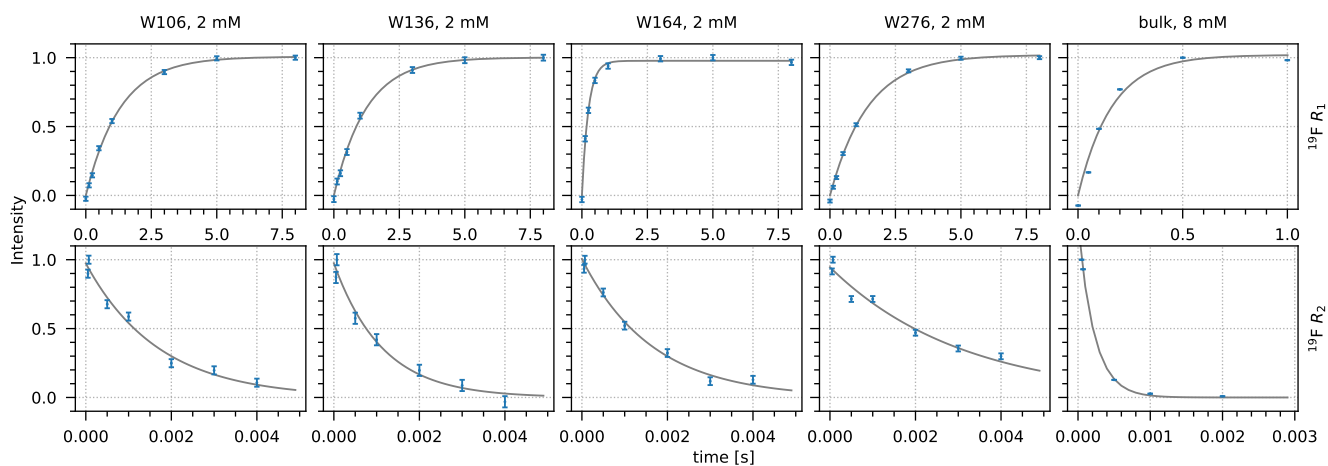 W106, 2 mM
W136, 2 mM
W164, 2 mM
W276, 2 mM
bulk, 8 mM
1.0
0.5
0.0
0.0 2.5 5.0 7.5
0.0 2.5 5.0 7.5
0.0 2.5 5.0 7.5
0.0 2.5 5.0 7.5
0.0 0.5 1.0
¹⁹F R₁
Intensity
1.0
0.5
0.0
0.000 0.002 0.004
0.000 0.002 0.004
0.000 0.002 0.004
0.000 0.002 0.004
0.000 0.001 0.002 0.003
¹⁹F R₂
time [s]